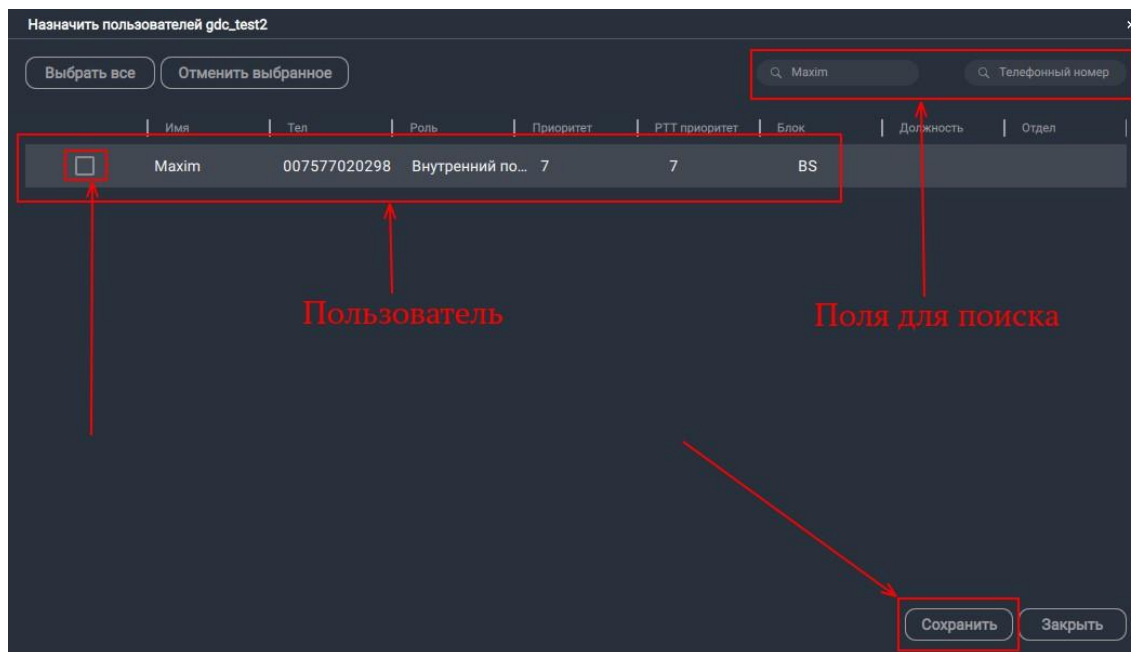 Назначить пользователей gdc_test2
Выбрать все Отменить выбранное Maxim Телефонный номер
Имя Тел Роль Приоритет PTT приоритет Блок Должность Отдел
Maxim 007577020298 Внутренний по... 7 7 BS
Пользователь Поля для поиска
Сохранить Закрыть